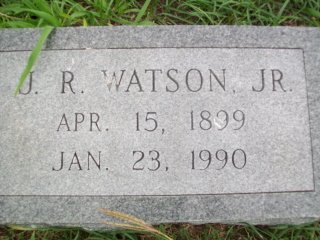 J. R. WATSON, JR.
APR. 15, 1899
JAN. 23, 1990